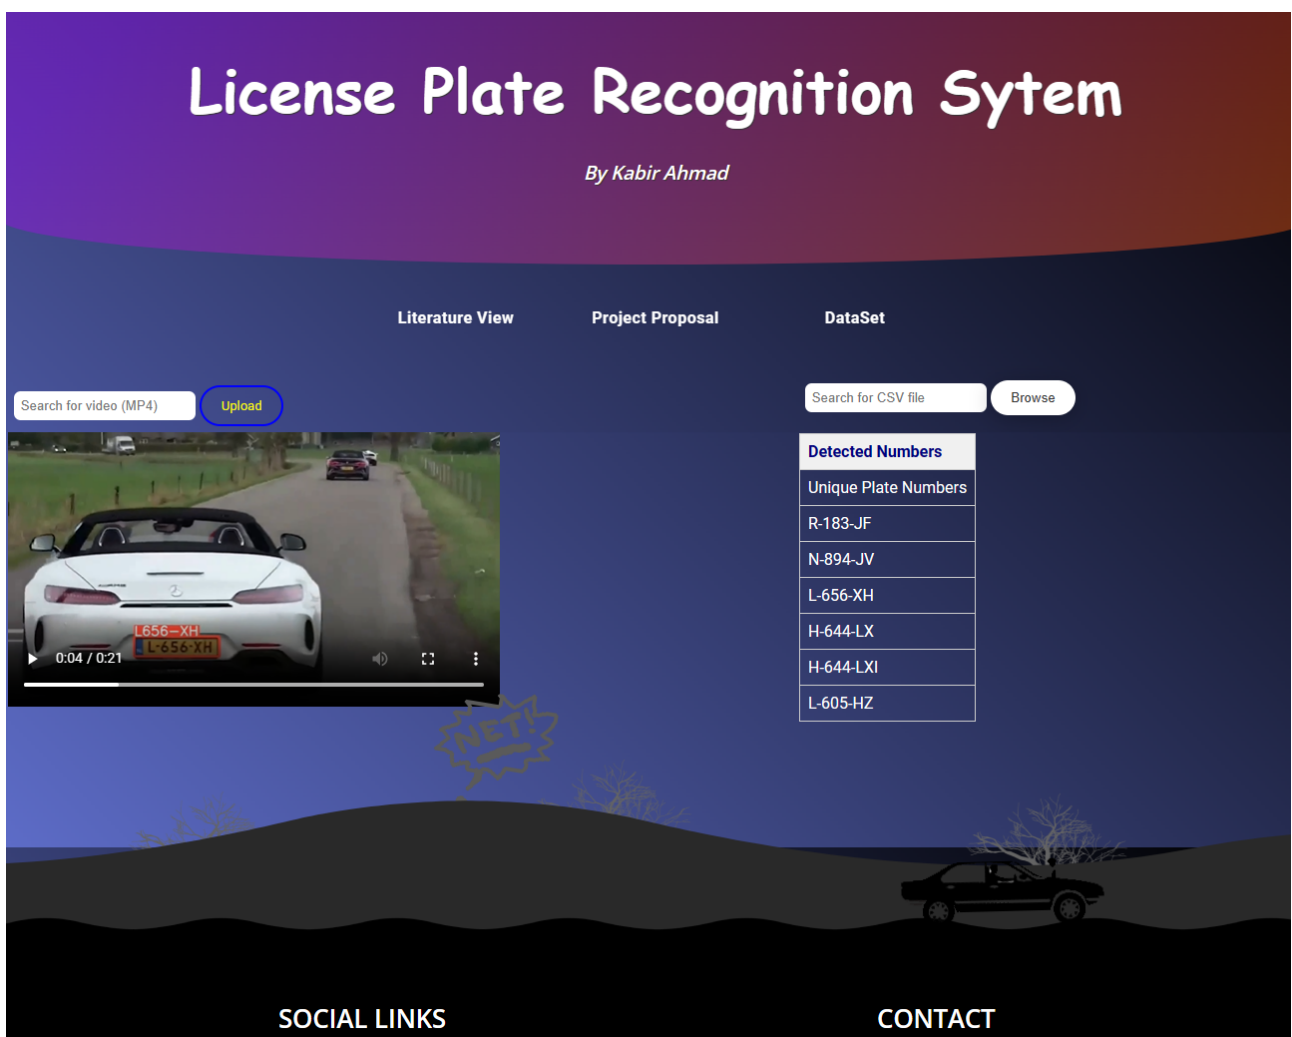 License Plate Recognition Sytem
By Kabir Ahmad
Literature View
Project Proposal
DataSet
Search for video (MP4)
Upload
Search for CSV file
Browse
L656-XH
L-656-XH
0:04 / 0:21
Detected Numbers
Unique Plate Numbers
R-183-JF
N-894-JV
L-656-XH
H-644-LX
H-644-LXI
L-605-HZ
NET!
SOCIAL LINKS
CONTACT